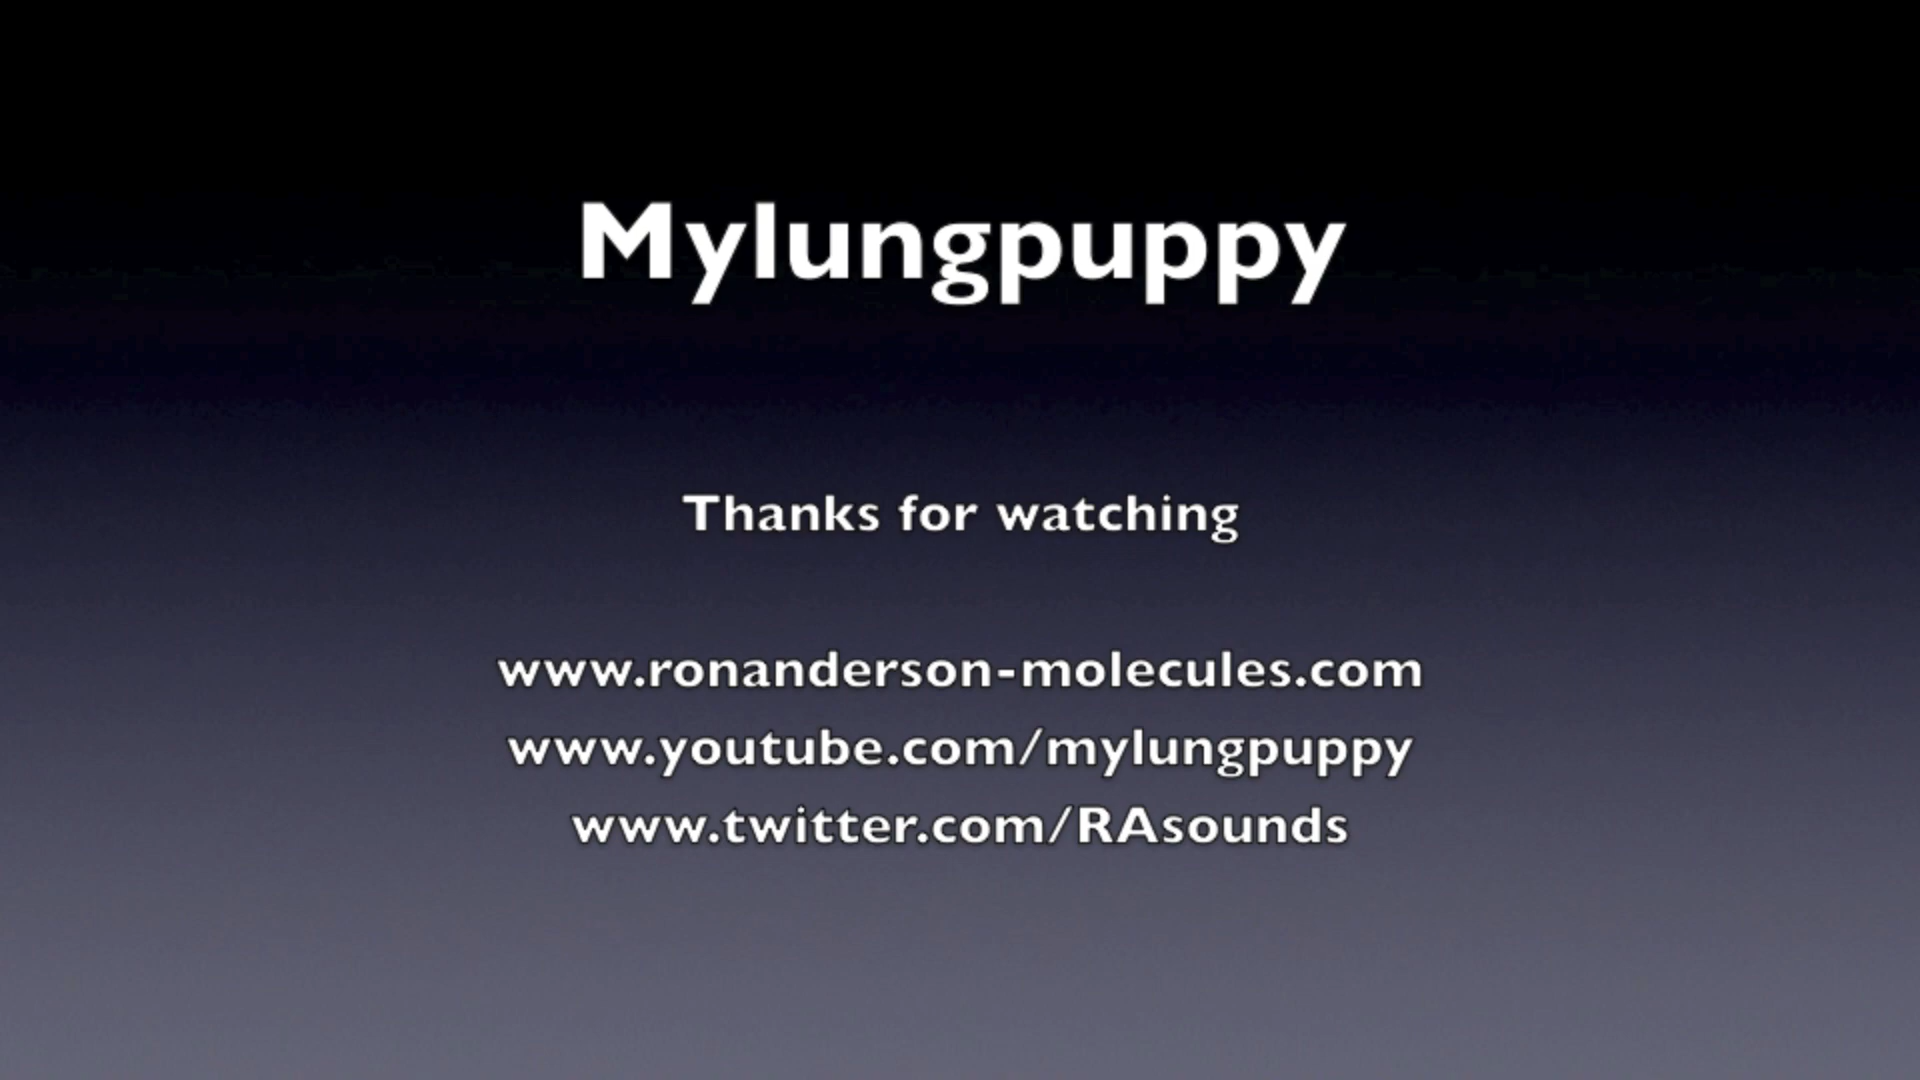 Mylungpuppy
Thanks for watching
www.ronanderson-molecules.com
www.youtube.com/mylungpuppy
www.twitter.com/RAsounds